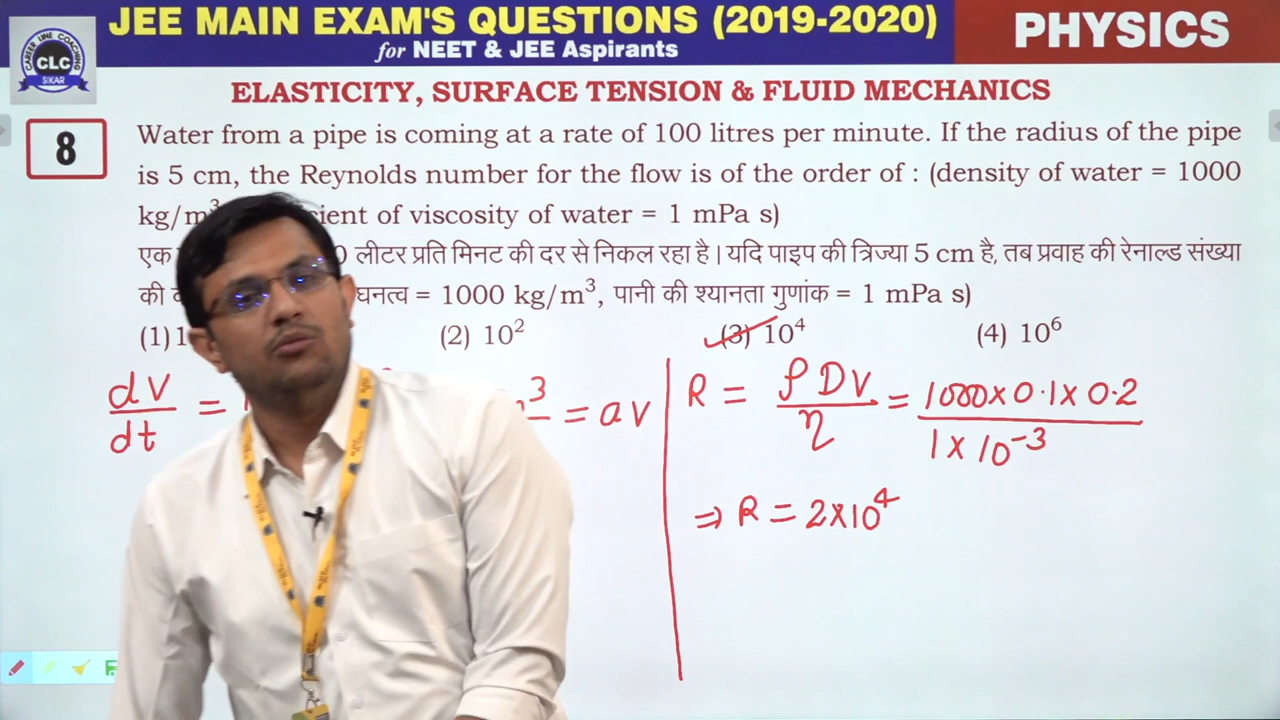 JEE MAIN EXAM'S QUESTIONS (2019-2020)
for NEET & JEE Aspirants
PHYSICS
CAREER LINE COACHING
CLC
SIKAR
ELASTICITY, SURFACE TENSION & FLUID MECHANICS
8
Water from a pipe is coming at a rate of 100 litres per minute. If the radius of the pipe
is 5 cm, the Reynolds number for the flow is of the order of : (density of water = 1000
kg/m³ of viscosity of water = 1 mPa s)
एक लीटर प्रति मिनट की दर से निकल रहा है। यदि पाइप की त्रिज्या 5 cm है, तब प्रवाह की रेनाल्ड संख्या
की = 1000 kg/m³, पानी की श्यानता गुणांक = 1 mPa s)
(1) (2) 10² (3) 10⁴ (4) 10⁶
dV/dt = = av
R = ρDV/η = 1000×0.1×0.2/1×10⁻³
⇒ R = 2×10⁴